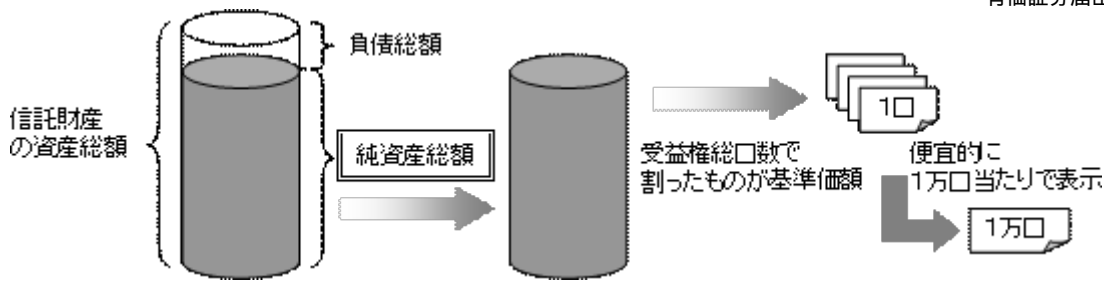 負債総額
信託財産
の資産総額
純資産総額
受益権総口数で
割ったものが基準価額
1口
便宜的に
1万口当たりで表示
1万口